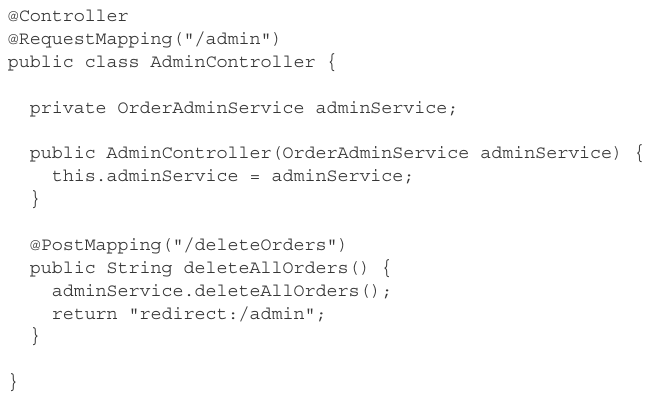 @Controller
@RequestMapping("/admin")
public class AdminController {
private OrderAdminService adminService;
public AdminController(OrderAdminService adminService) {
this.adminService = adminService;
}
@PostMapping("/deleteOrders")
public String deleteAllOrders() {
adminService.deleteAllOrders();
return "redirect:/admin";
}
}